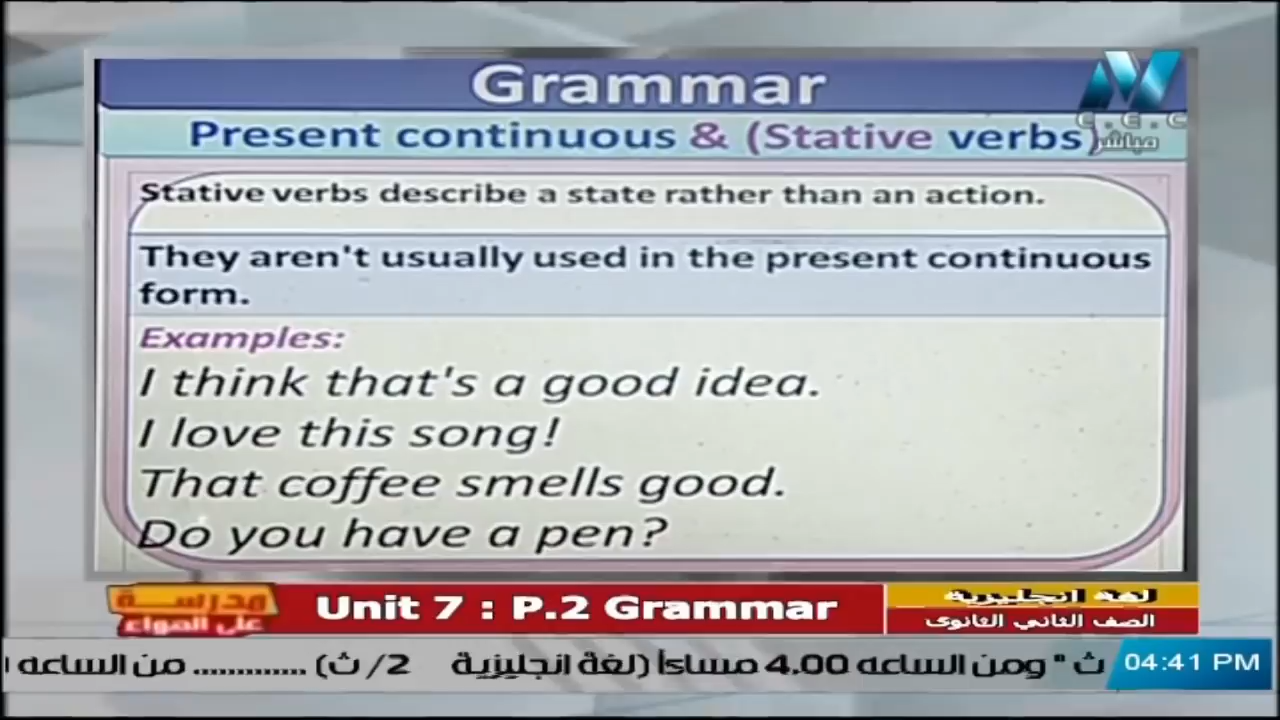 Grammar
Present continuous & (Stative verbs)
C.E.C
مباشر
Stative verbs describe a state rather than an action.
They aren't usually used in the present continuous
form.
Examples:
I think that's a good idea.
I love this song!
That coffee smells good.
Do you have a pen?
مدرسة
على الهواء
Unit 7 : P.2 Grammar
لغة انجليزية
الصف الثاني الثانوى
ث " ومن الساعه 4.00 مساءاً (لغة انجليزية 2/ ث) ............ من الساعه
04:41 PM